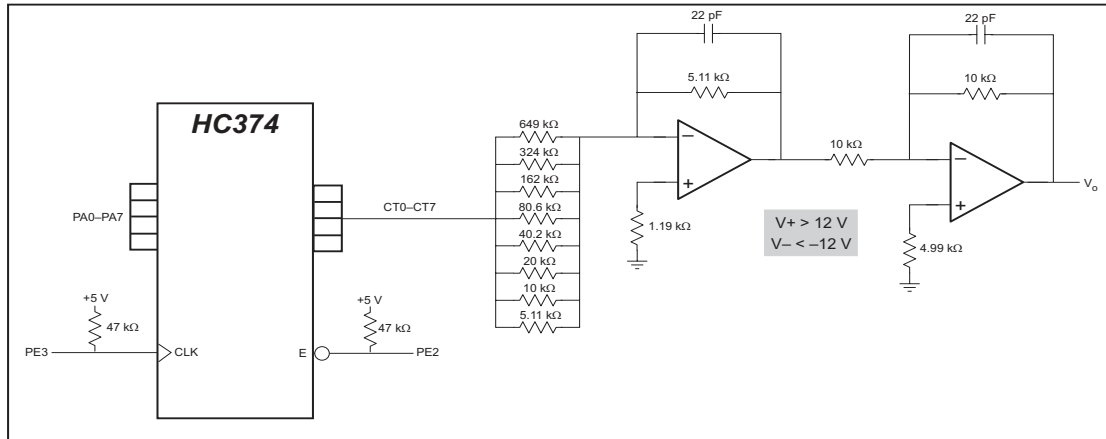 22 pF
22 pF
5.11 kΩ
10 kΩ
HC374
649 kΩ
324 kΩ
162 kΩ
80.6 kΩ
40.2 kΩ
20 kΩ
10 kΩ
5.11 kΩ
–
+
10 kΩ
–
+
Vo
PA0–PA7
CT0–CT7
1.19 kΩ
V+ > 12 V
V– < –12 V
4.99 kΩ
+5 V
47 kΩ
+5 V
47 kΩ
PE3
CLK
E
PE2